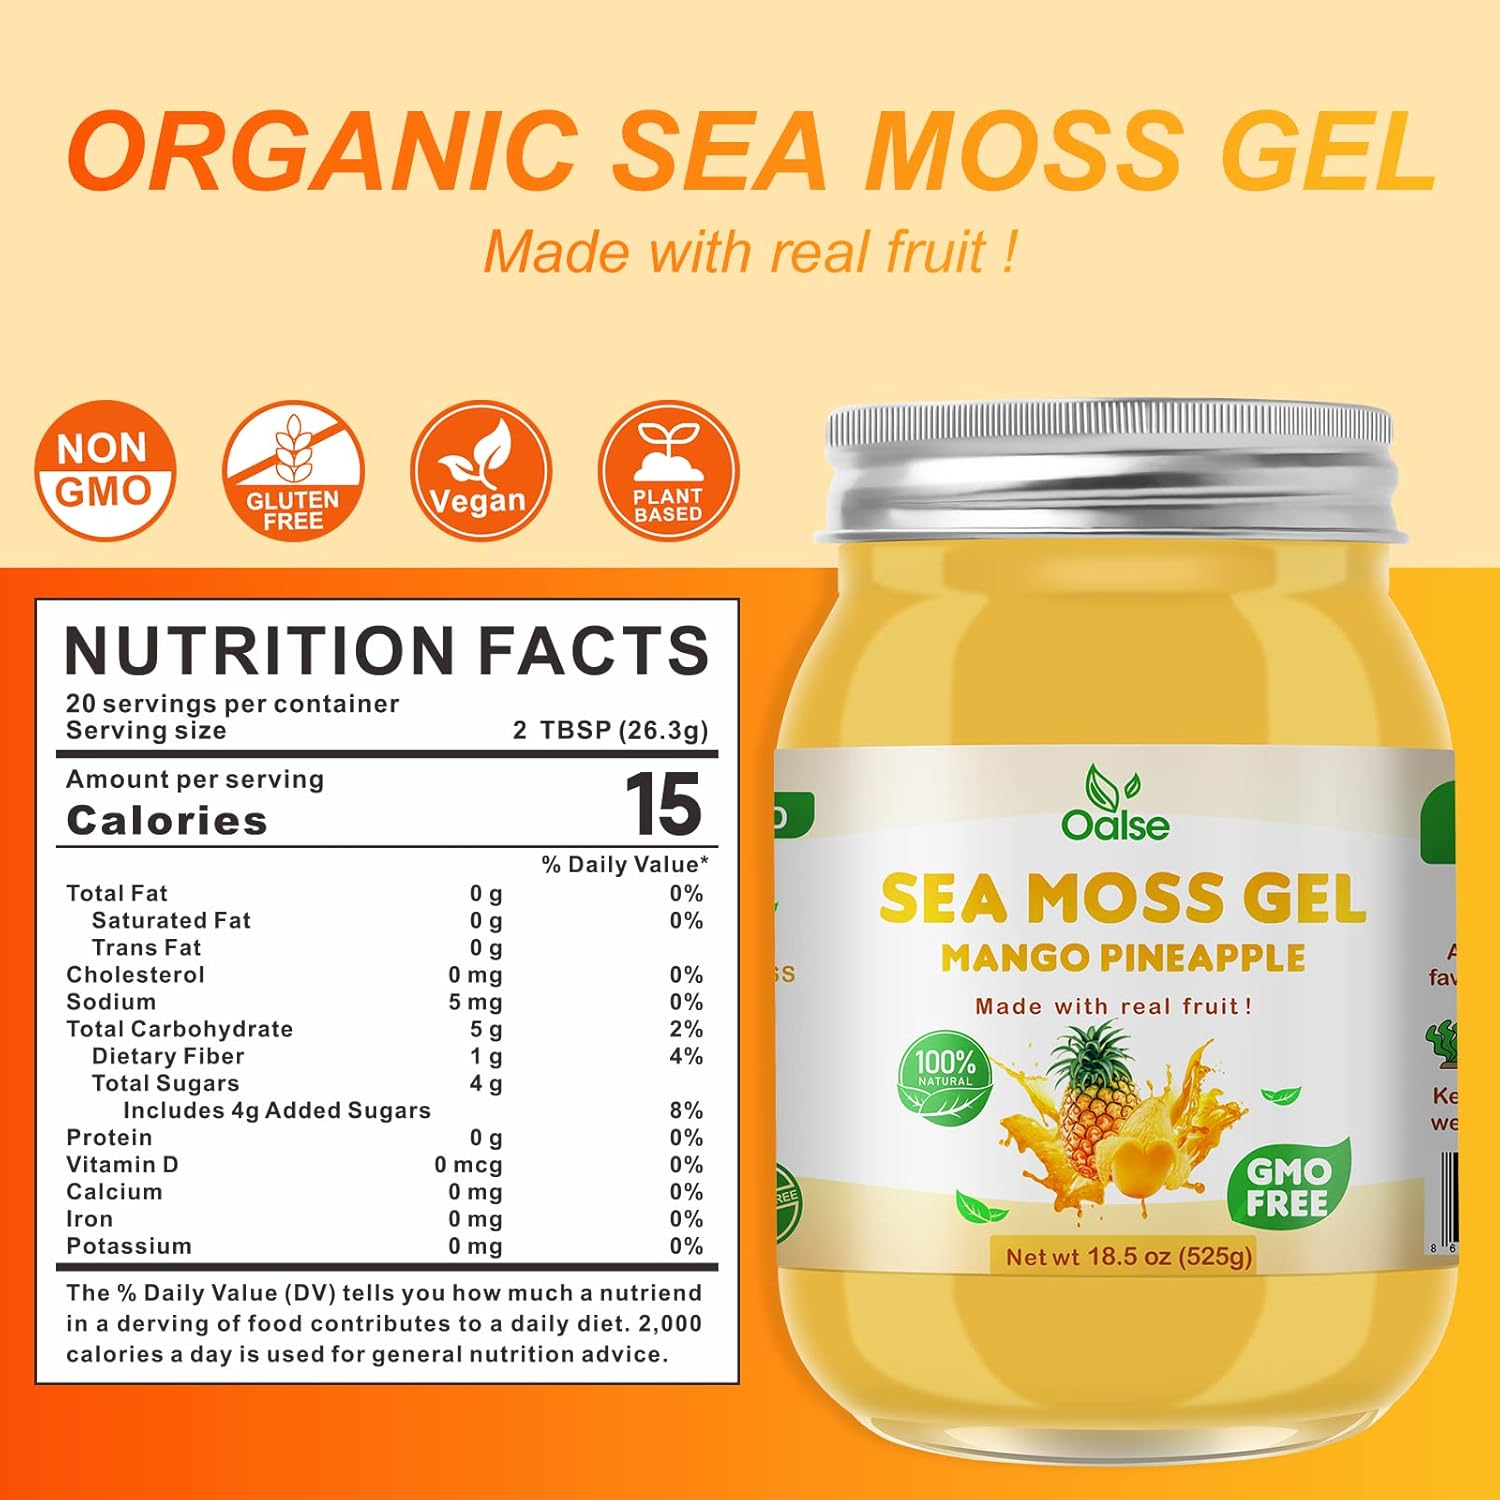 ORGANIC SEA MOSS GEL
Made with real fruit !
NON
GMO
GLUTEN
FREE
Vegan
PLANT
BASED
NUTRITION FACTS
20 servings per container
Serving size 2 TBSP (26.3g)
Amount per serving
Calories 15
% Daily Value*
Total Fat 0 g 0%
Saturated Fat 0 g 0%
Trans Fat 0 g
Cholesterol 0 mg 0%
Sodium 5 mg 0%
Total Carbohydrate 5 g 2%
Dietary Fiber 1 g 4%
Total Sugars 4 g
Includes 4g Added Sugars 8%
Protein 0 g 0%
Vitamin D 0 mcg 0%
Calcium 0 mg 0%
Iron 0 mg 0%
Potassium 0 mg 0%
The % Daily Value (DV) tells you how much a nutriend
in a derving of food contributes to a daily diet. 2,000
calories a day is used for general nutrition advice.
Oalse
SEA MOSS GEL
MANGO PINEAPPLE
Made with real fruit!
100%
NATURAL
GMO
FREE
Net wt 18.5 oz (525g)